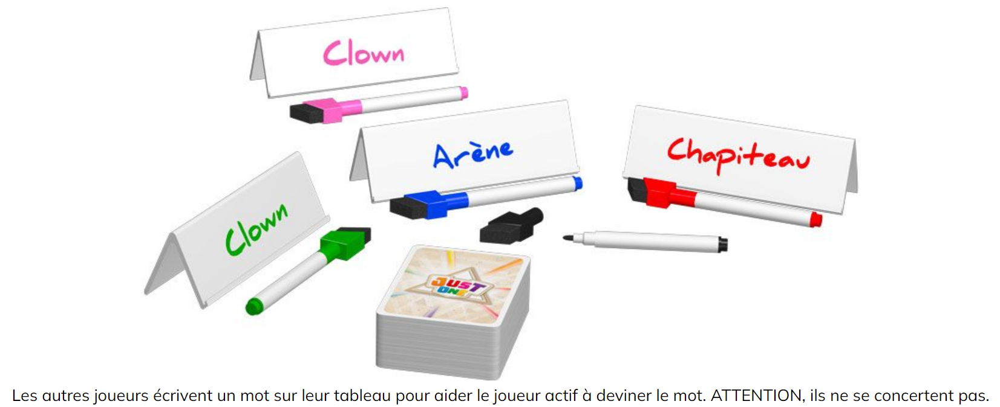 Clown
Arène
Chapiteau
Clown
JUST
ONE
Les autres joueurs écrivent un mot sur leur tableau pour aider le joueur actif à deviner le mot. ATTENTION, ils ne se concertent pas.